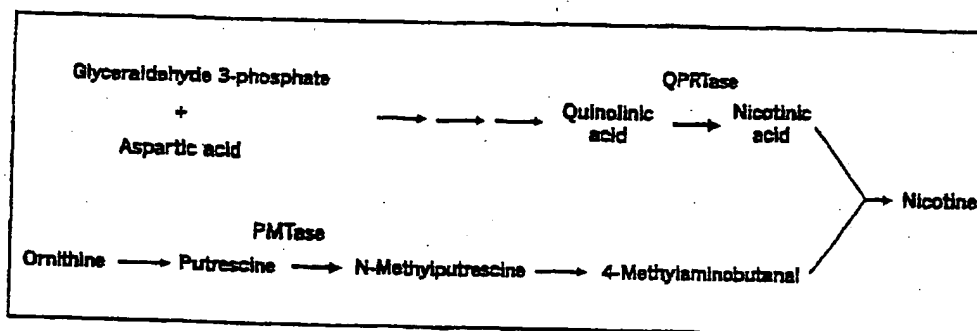 Glyceraldehyde 3-phosphate
+
Aspartic acid
QPRTase
Quinolinic acid
Nicotinic acid
Nicotine
PMTase
Ornithine
Putrescine
N-Methylputrescine
4-Methylaminobutanal